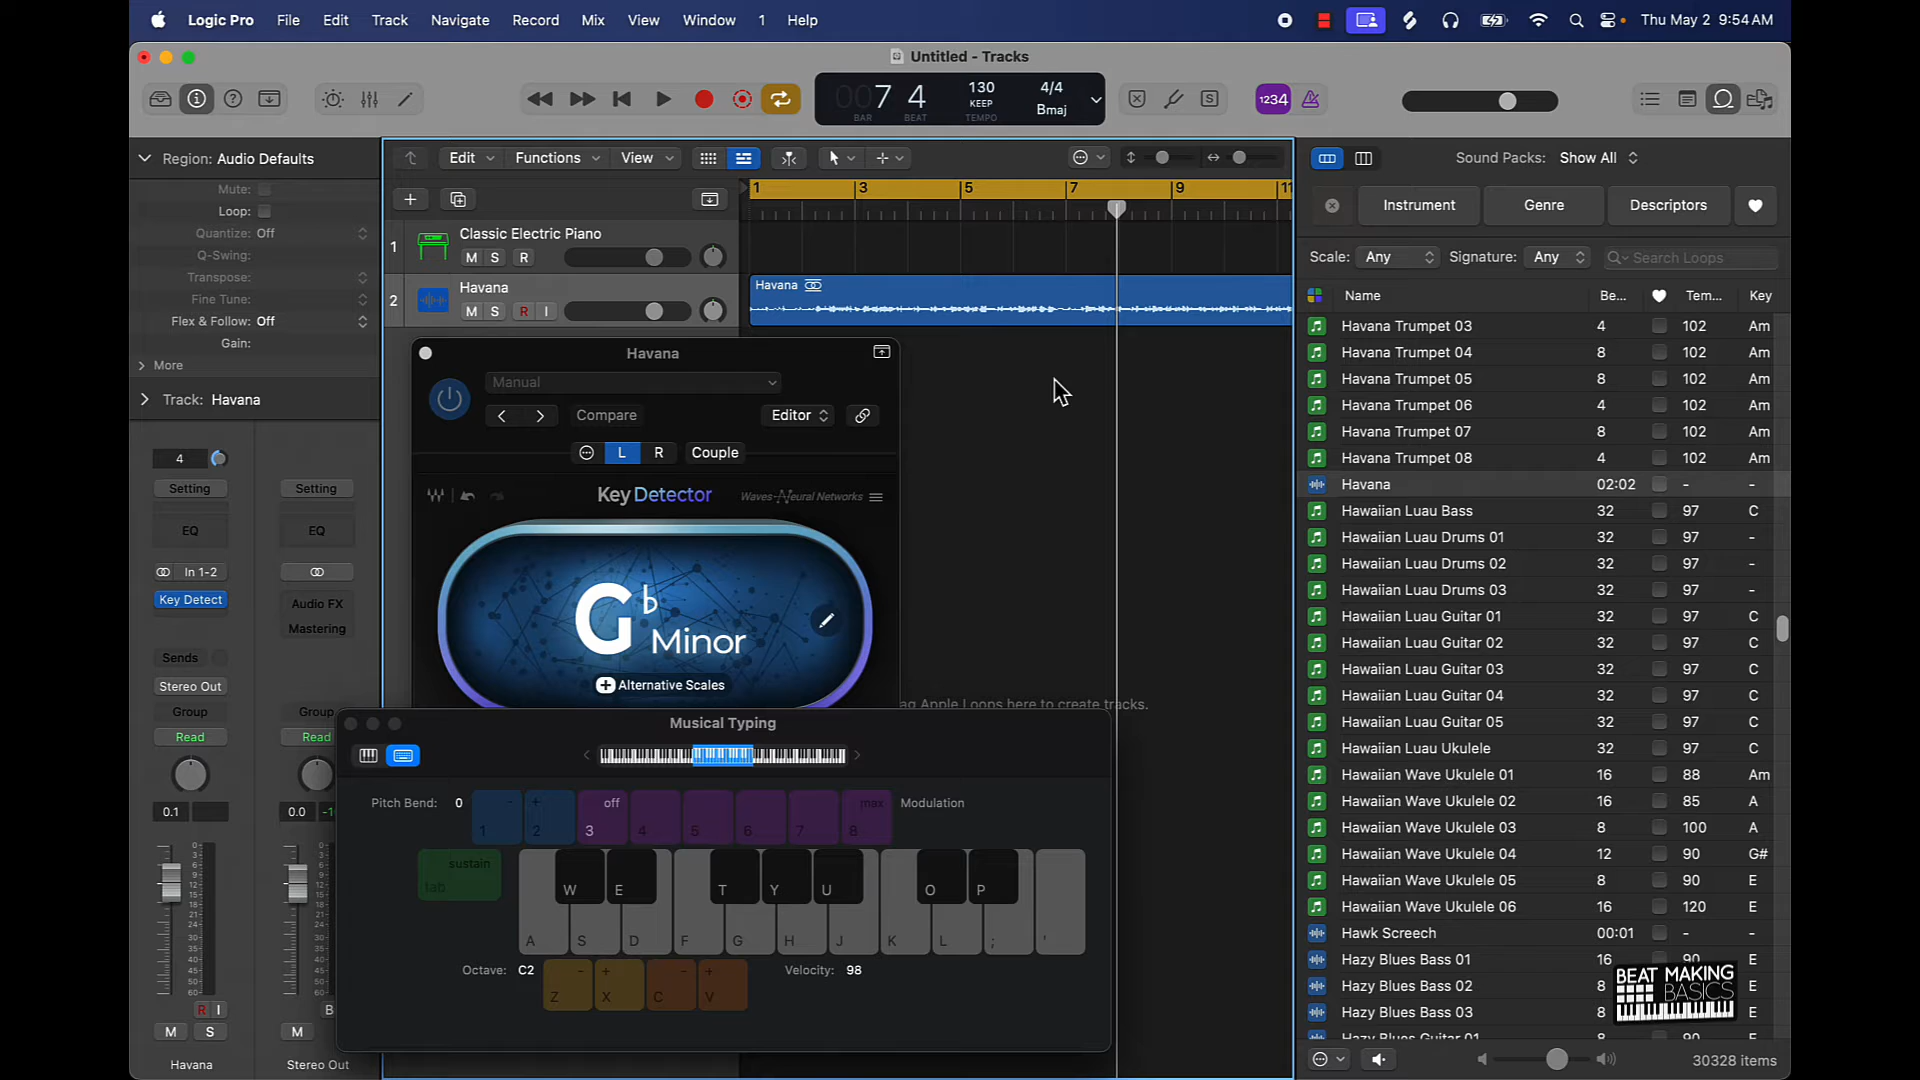 Logic Pro File Edit Track Navigate Record Mix View Window 1 Help Thu May 2 9:54 AM
Untitled - Tracks
007 4 130 4/4
KEEP Bmaj
BAR BEAT TEMPO
1234
S
Region: Audio Defaults
Mute:
Loop:
Quantize: Off
Q-Swing:
Transpose:
Fine Tune:
Flex & Follow: Off
Gain:
More
Track: Havana
4
Setting Setting
EQ EQ
In 1-2
Key Detect Audio FX
Mastering
Sends
Stereo Out
Group Group
Read Read
0.1 0.0
R I B
M S M
Havana Stereo Out
Edit Functions View
1 3 5 7 9 11
1 Classic Electric Piano
M S R
2 Havana
M S R I
Havana
Havana
Manual
Compare Editor
L R Couple
Key Detector Waves Neural Networks
G♭
Minor
Alternative Scales
ag Apple Loops here to create tracks.
Musical Typing
Pitch Bend: 0 - + off max Modulation
1 2 3 4 5 6 7 8
sustain
tab
W E T Y U O P
A S D F G H J K L ; '
Octave: C2 - + - + Velocity: 98
Z X C V
Sound Packs: Show All
Instrument Genre Descriptors
Scale: Any Signature: Any Search Loops
Name Be... Tem... Key
Havana Trumpet 03 4 102 Am
Havana Trumpet 04 8 102 Am
Havana Trumpet 05 8 102 Am
Havana Trumpet 06 4 102 Am
Havana Trumpet 07 8 102 Am
Havana Trumpet 08 4 102 Am
Havana 02:02 - -
Hawaiian Luau Bass 32 97 C
Hawaiian Luau Drums 01 32 97 -
Hawaiian Luau Drums 02 32 97 -
Hawaiian Luau Drums 03 32 97 -
Hawaiian Luau Guitar 01 32 97 C
Hawaiian Luau Guitar 02 32 97 C
Hawaiian Luau Guitar 03 32 97 C
Hawaiian Luau Guitar 04 32 97 C
Hawaiian Luau Guitar 05 32 97 C
Hawaiian Luau Ukulele 32 97 C
Hawaiian Wave Ukulele 01 16 88 Am
Hawaiian Wave Ukulele 02 16 85 A
Hawaiian Wave Ukulele 03 8 100 A
Hawaiian Wave Ukulele 04 12 90 G#
Hawaiian Wave Ukulele 05 8 90 E
Hawaiian Wave Ukulele 06 16 120 E
Hawk Screech 00:01 - -
Hazy Blues Bass 01 16 90 E
Hazy Blues Bass 02 8 E
Hazy Blues Bass 03 8 E
Hazy Blues Guitar 01
BEAT MAKING
BASICS
30328 items